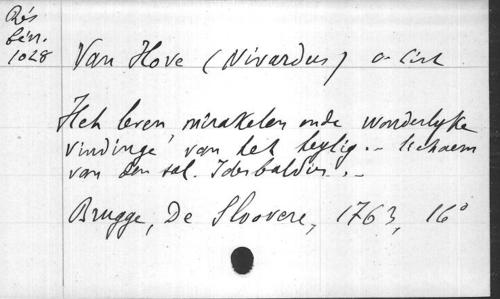 Rés
bén.
1028
Van Hove (Nivardus) o. Cist
Het leven, mirakelen ende wonderlyke
vindinge van het heylig.- lichaem
van den sal. Idesbaldus.-
Brugge, De Sloovere, 1763, 16°